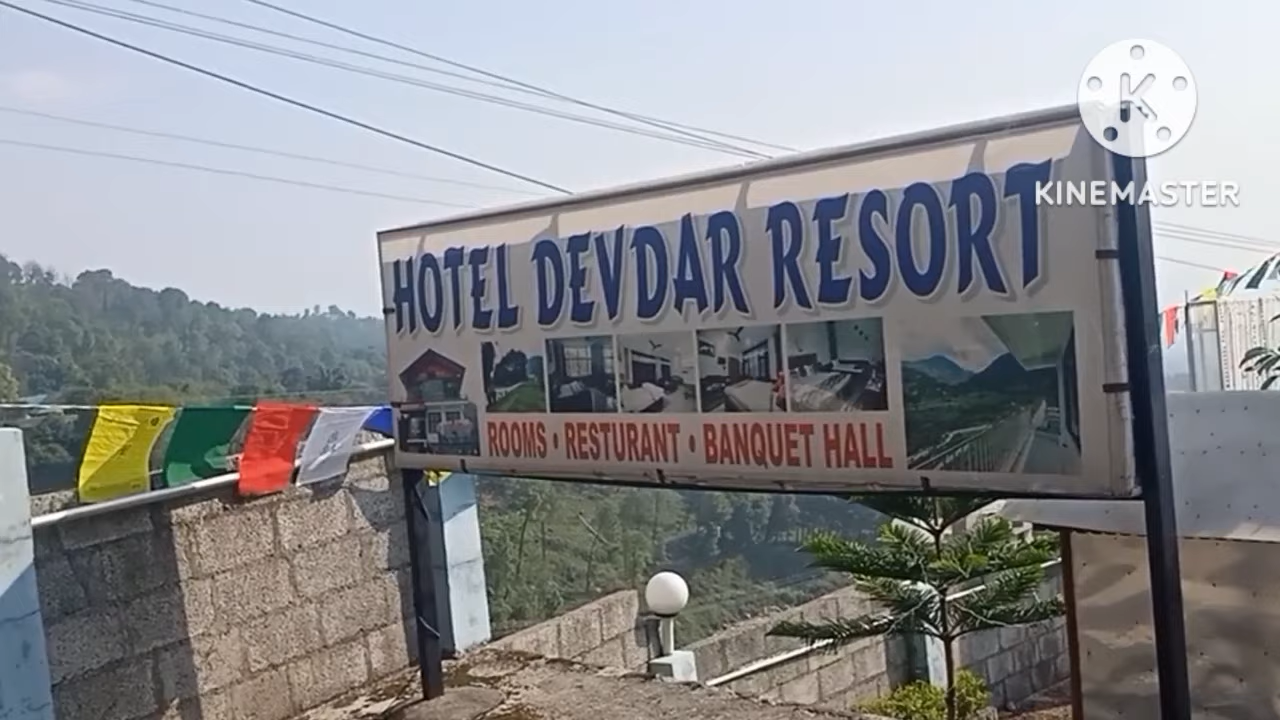 K
KINEMASTER
HOTEL DEVDAR RESORT
ROOMS • RESTURANT • BANQUET HALL